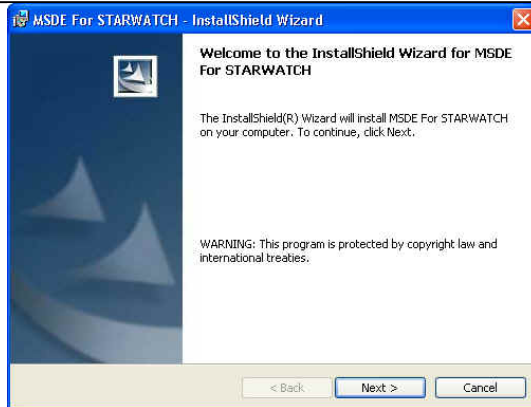 MSDE For STARWATCH - InstallShield Wizard
Welcome to the InstallShield Wizard for MSDE
For STARWATCH
The InstallShield(R) Wizard will install MSDE For STARWATCH
on your computer. To continue, click Next.
WARNING: This program is protected by copyright law and
international treaties.
< Back Next > Cancel